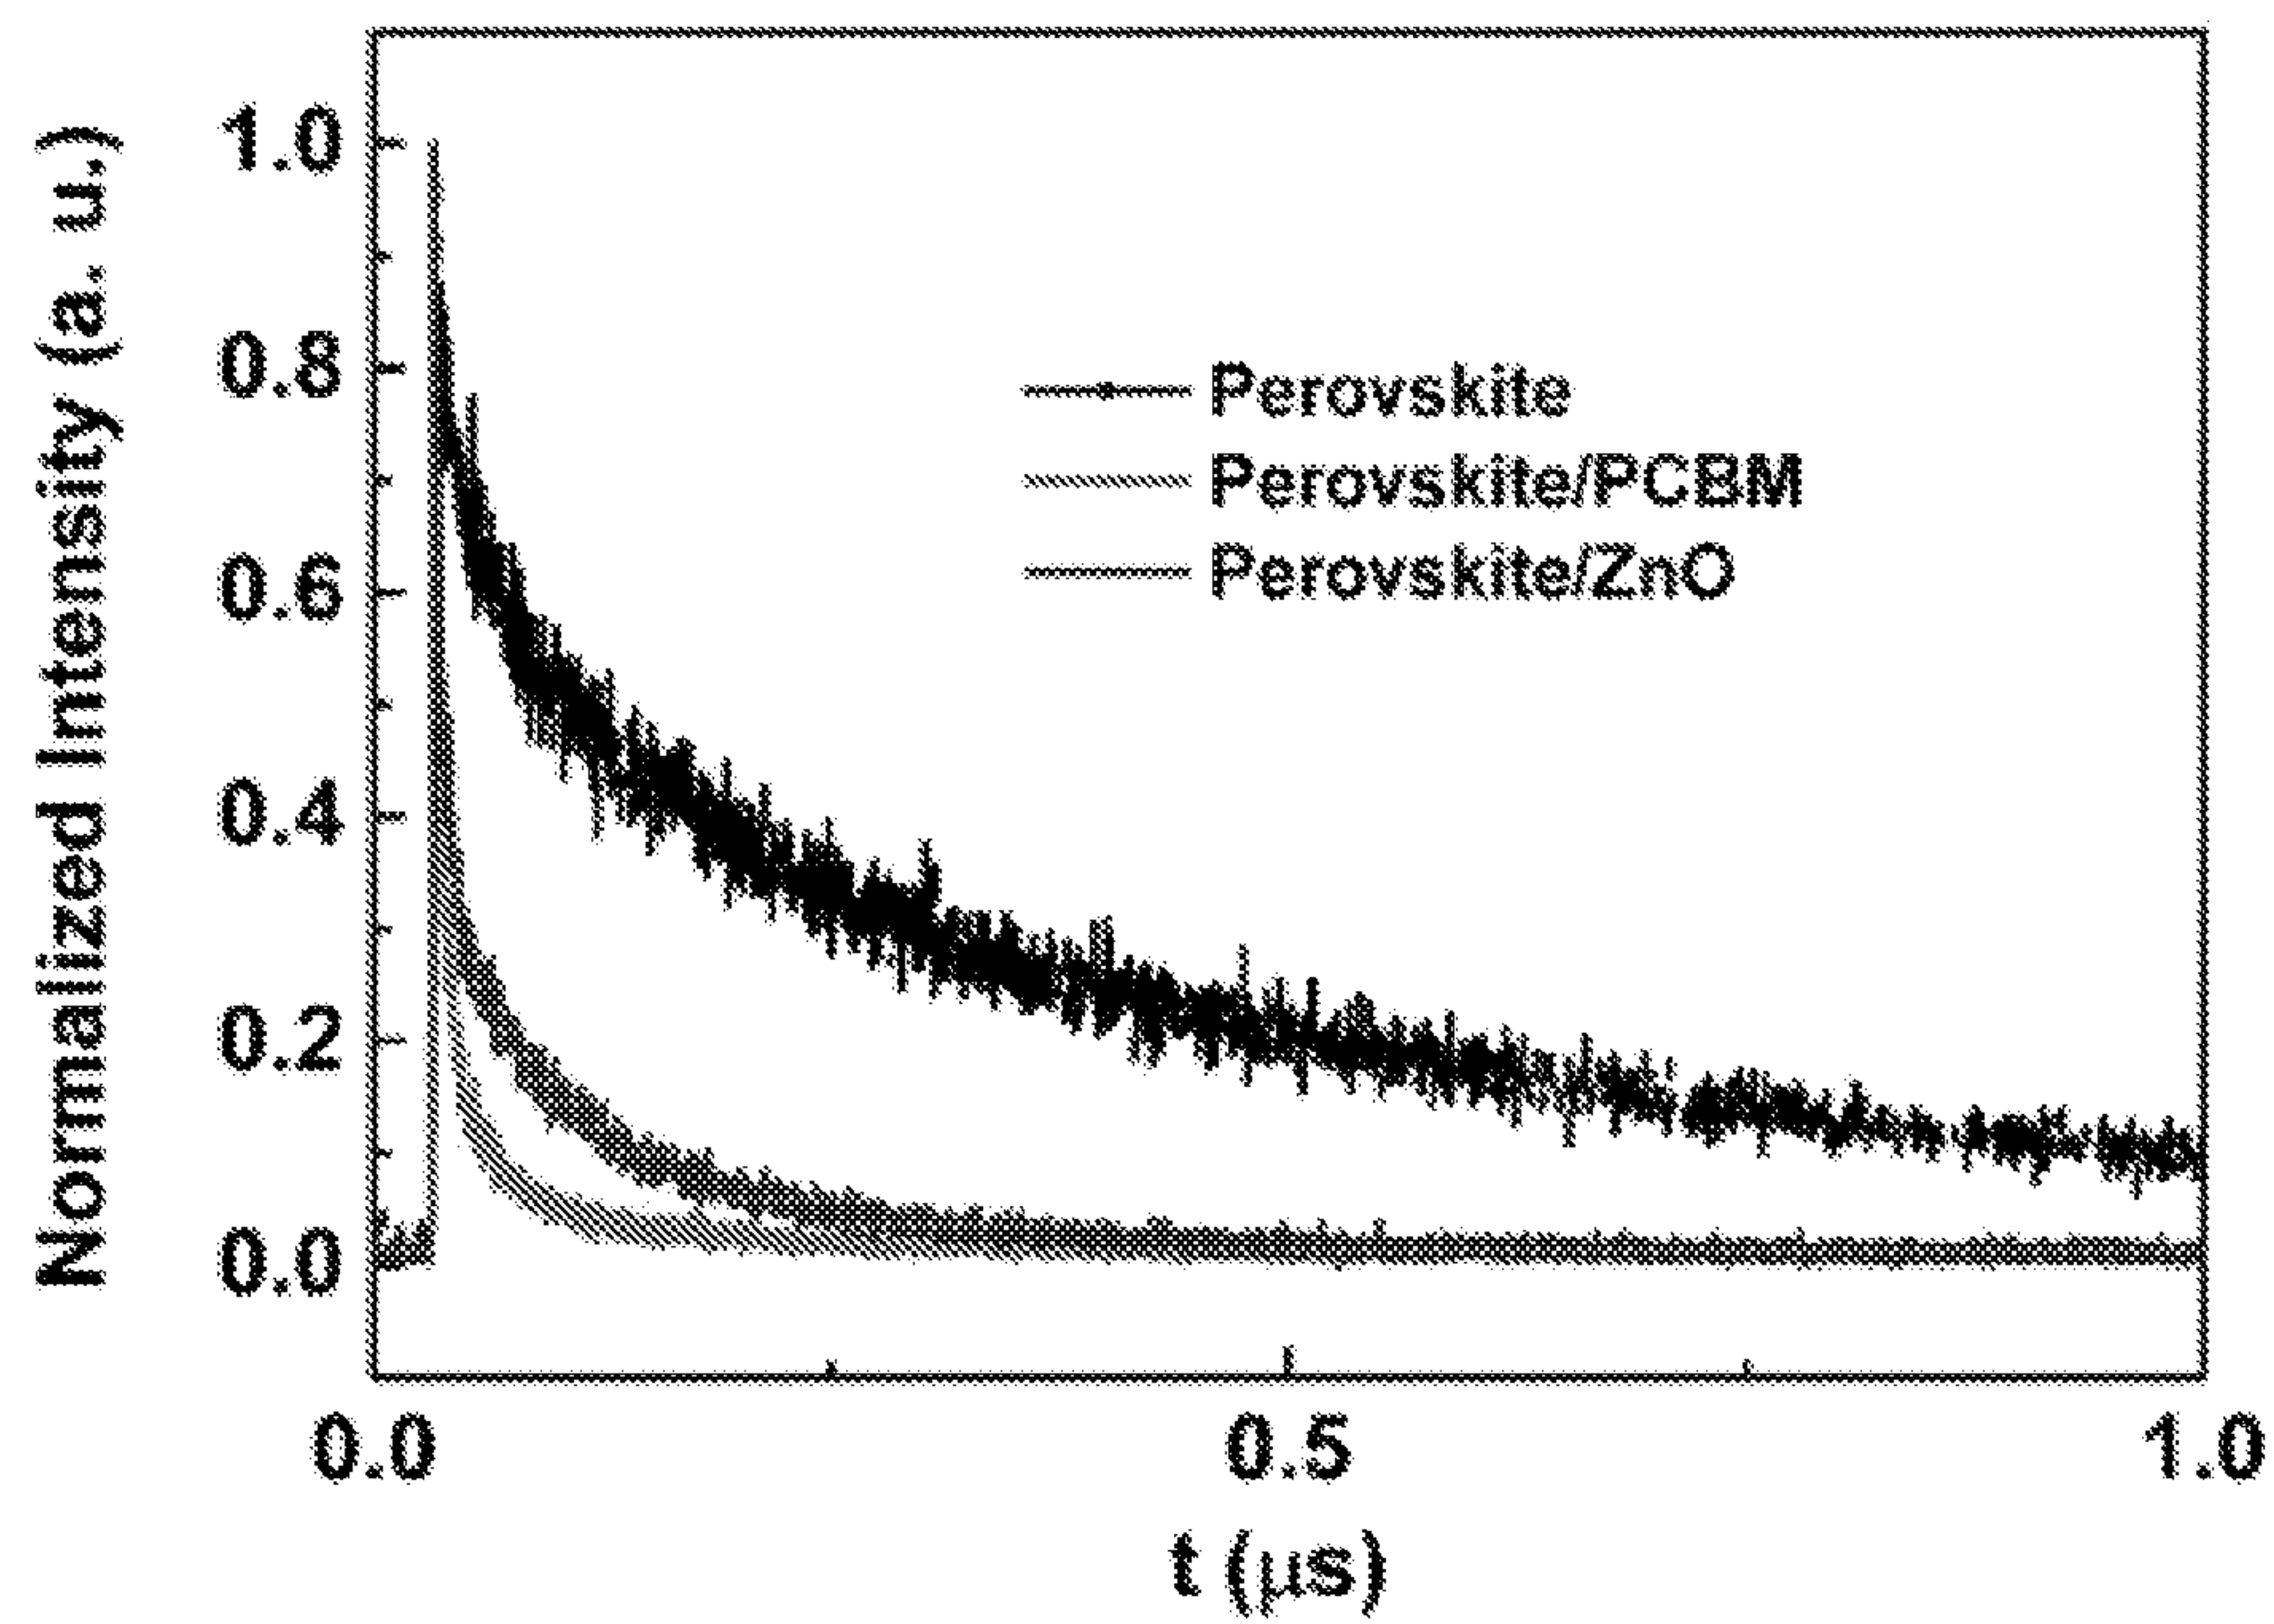 Normalized Intensity (a. u.)
1.0
0.8
0.6
0.4
0.2
0.0
Perovskite
Perovskite/PCBM
Perovskite/ZnO
0.0 0.5 1.0
t (μs)